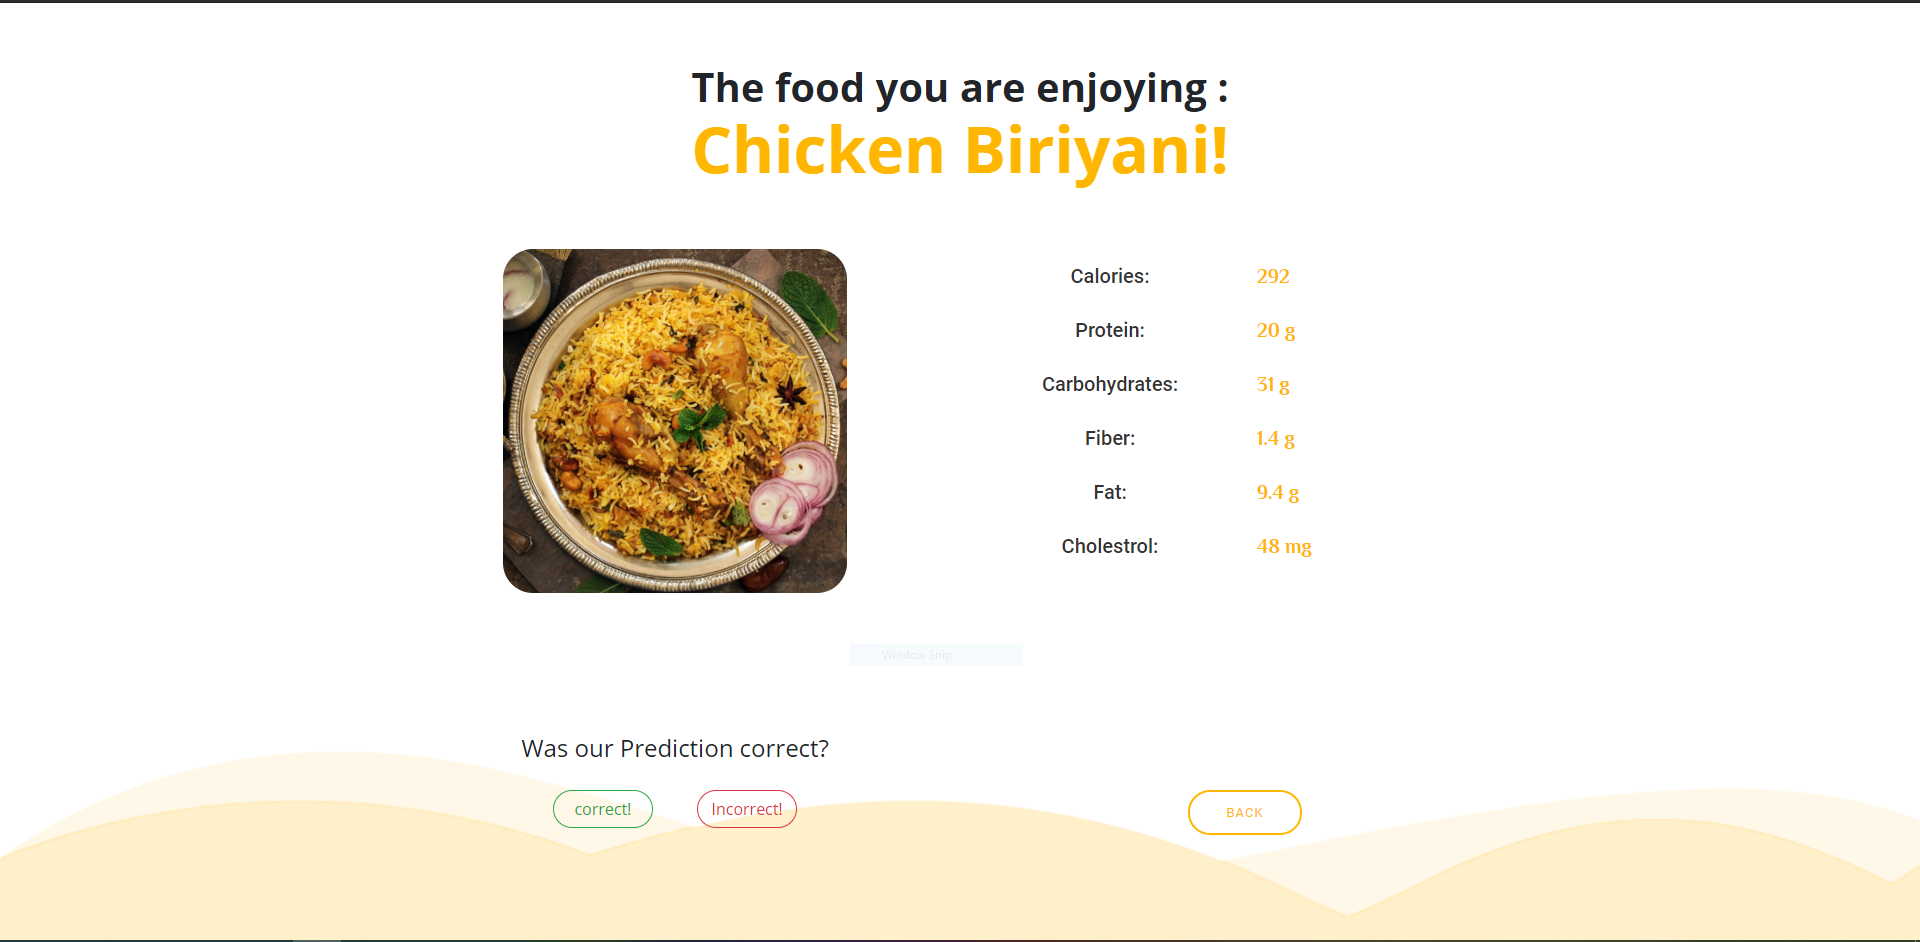 The food you are enjoying :
Chicken Biriyani!
Calories: 292
Protein: 20 g
Carbohydrates: 31 g
Fiber: 1.4 g
Fat: 9.4 g
Cholestrol: 48 mg
Window Snip
Was our Prediction correct?
correct! Incorrect! BACK